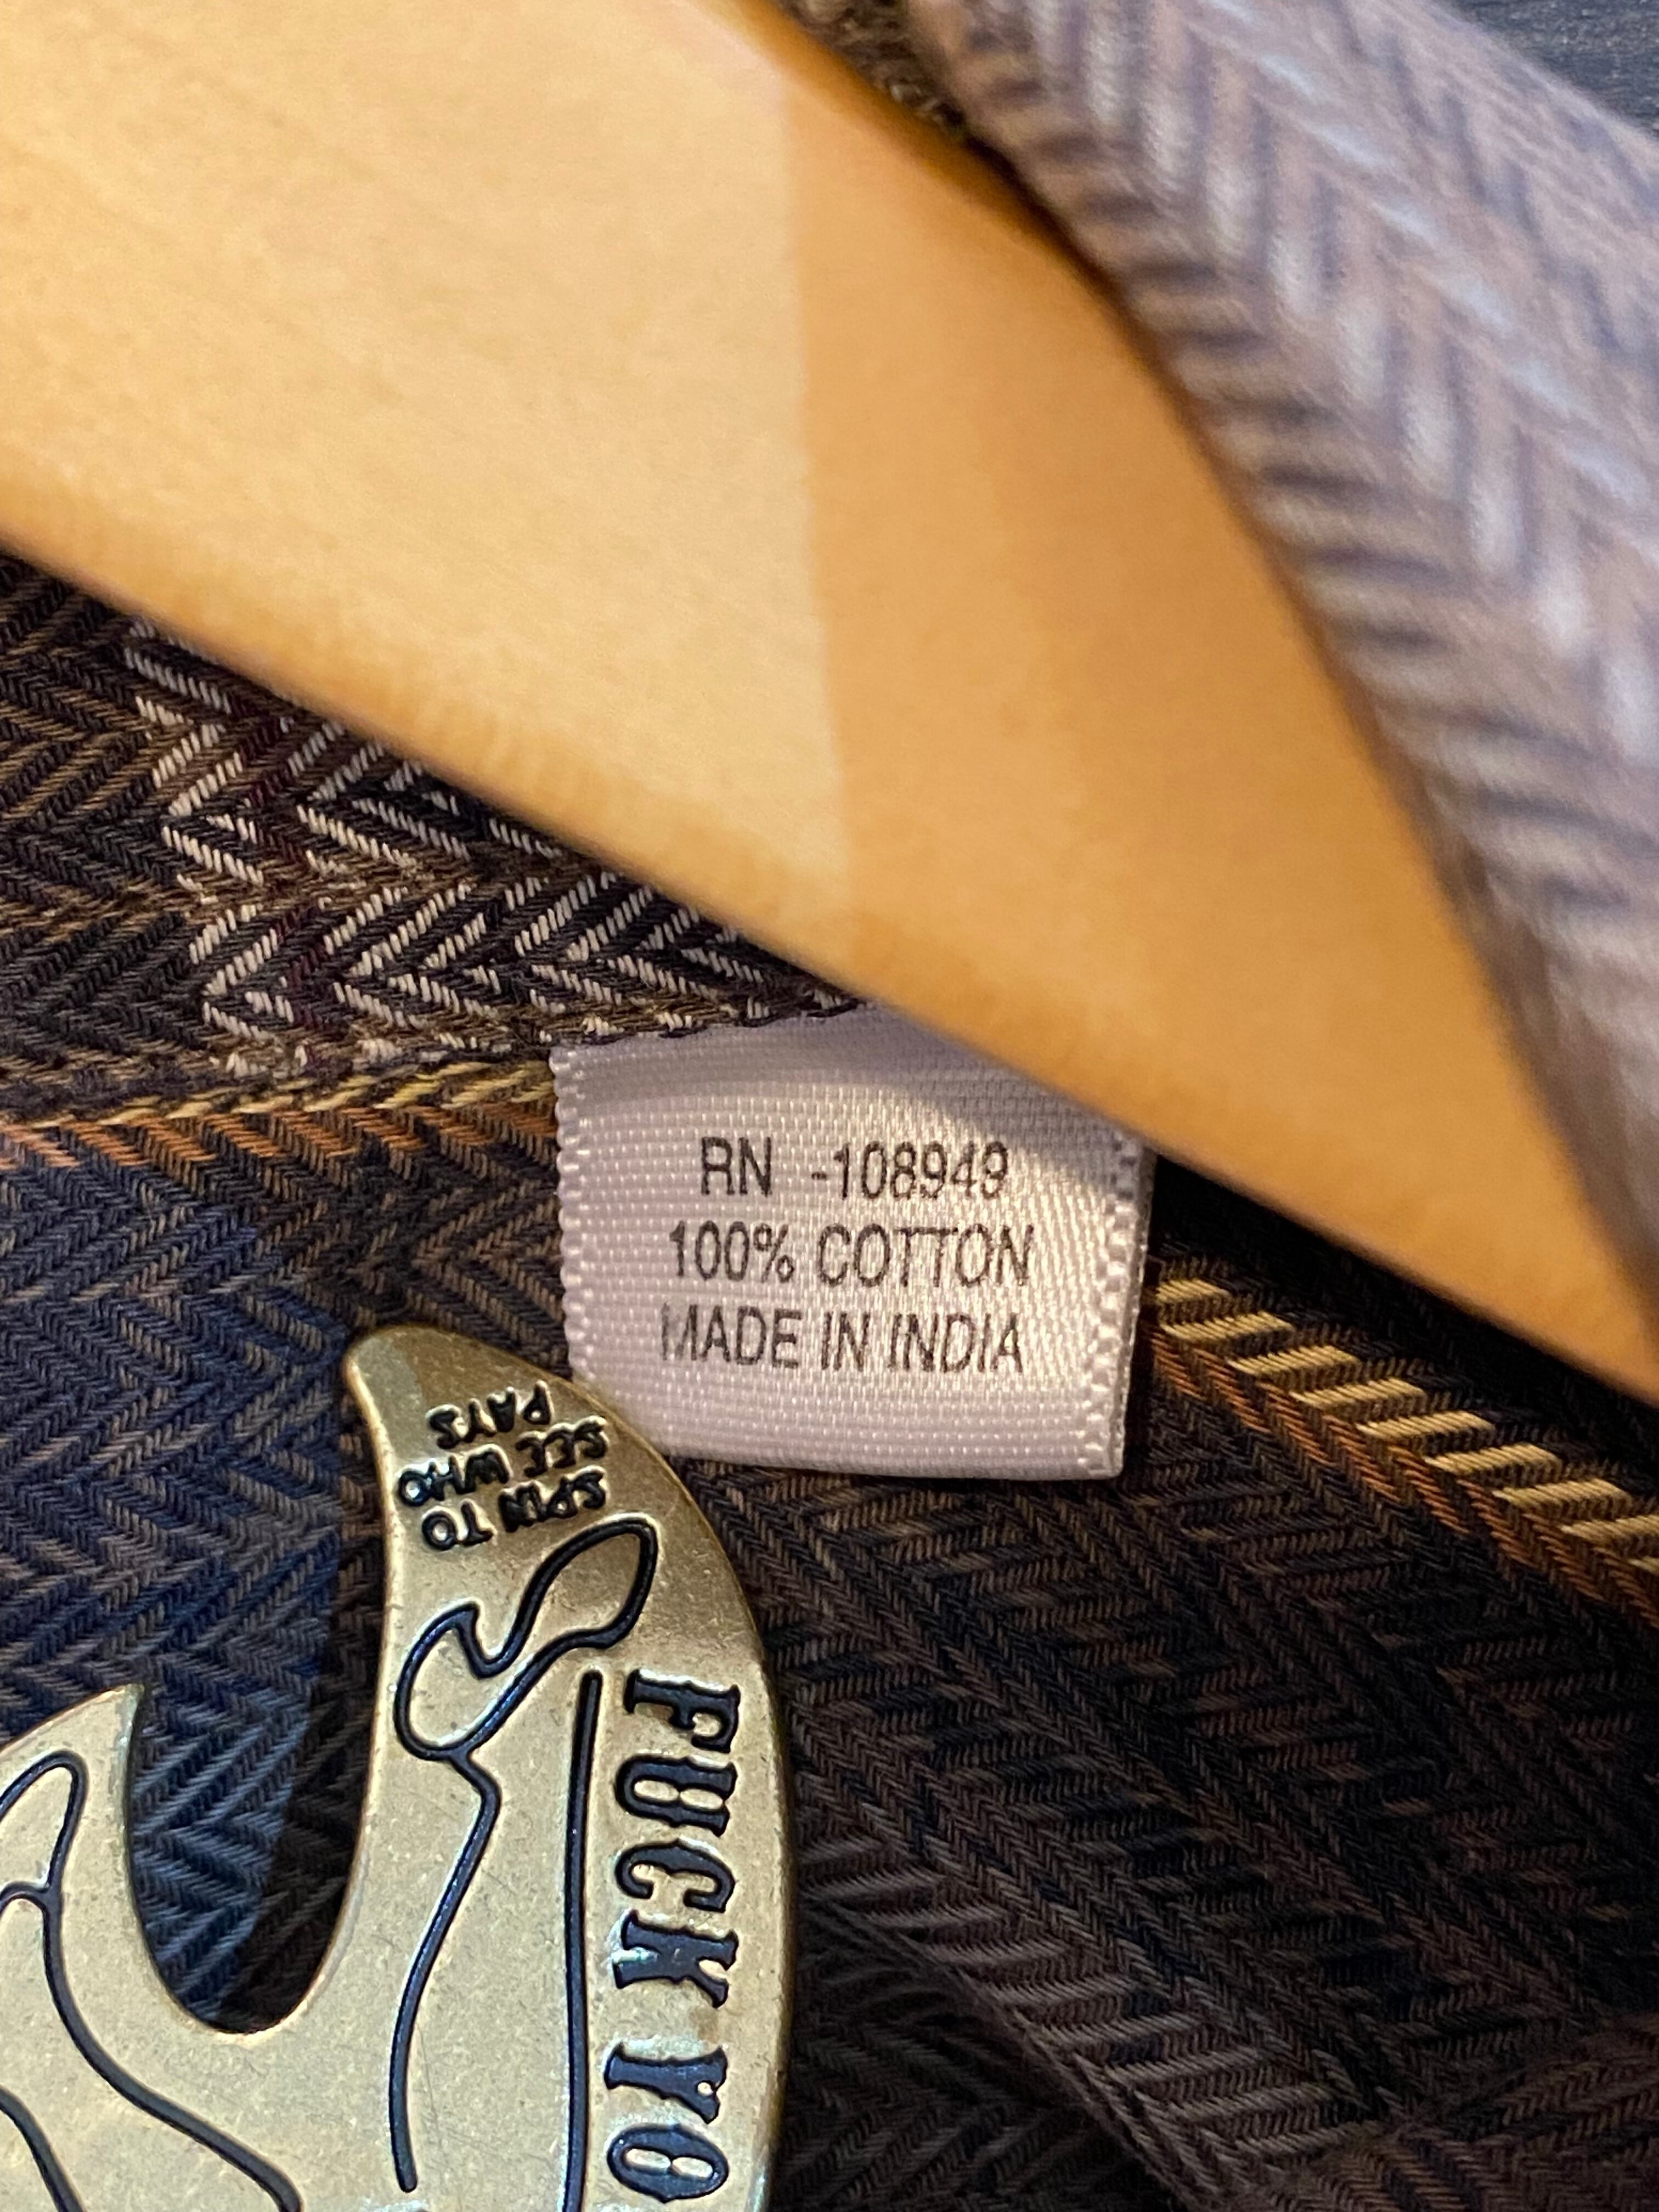 RN -108949
100% COTTON
MADE IN INDIA
SPIN TO
SEE WHO
PAYS
FUCK YO